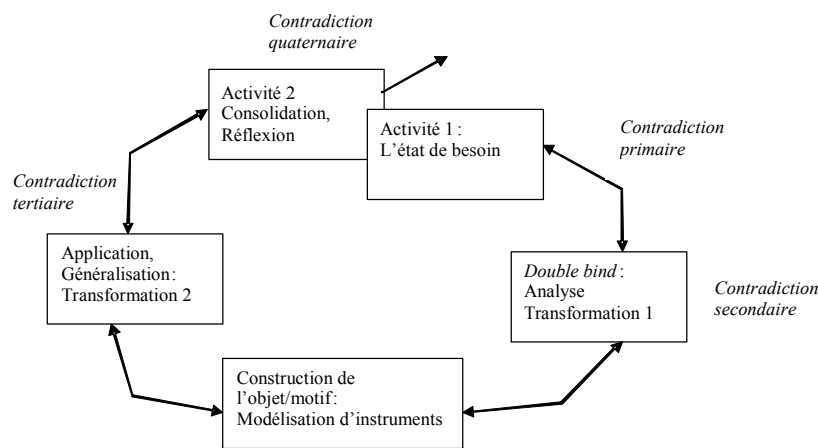 Contradiction
quaternaire
Activité 2
Consolidation,
Réflexion
Activité 1 :
L'état de besoin
Contradiction
primaire
Contradiction
tertiaire
Application,
Généralisation :
Transformation 2
Double bind :
Analyse
Transformation 1
Contradiction
secondaire
Construction de
l'objet/motif :
Modélisation d'instruments